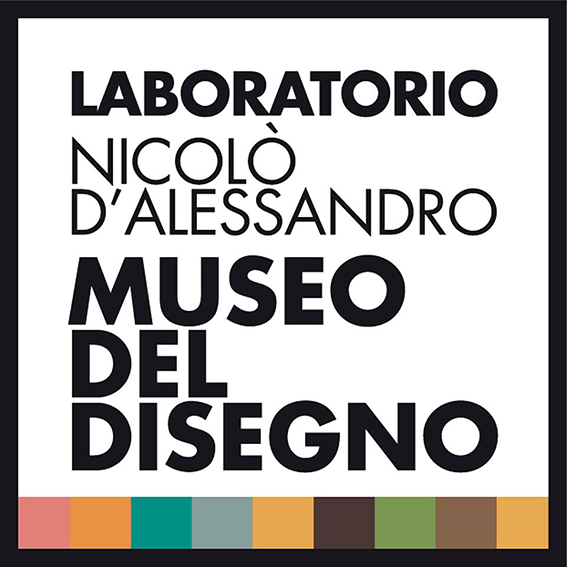 LABORATORIO
NICOLÒ
D'ALESSANDRO
MUSEO
DEL
DISEGNO